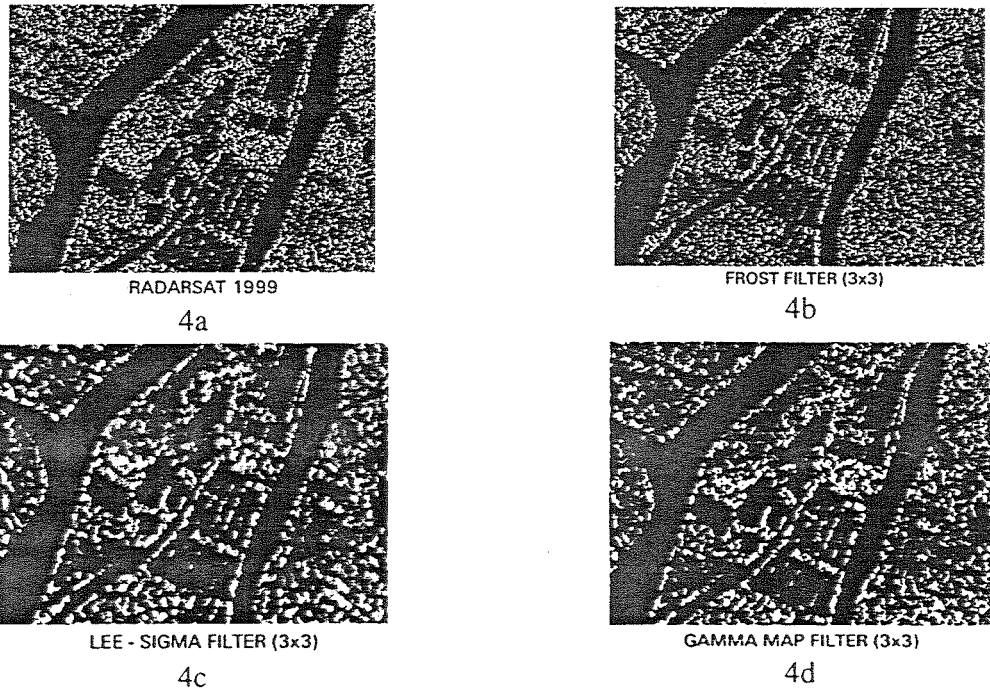 RADARSAT 1999
4a
FROST FILTER (3x3)
4b
LEE - SIGMA FILTER (3x3)
4c
GAMMA MAP FILTER (3x3)
4d